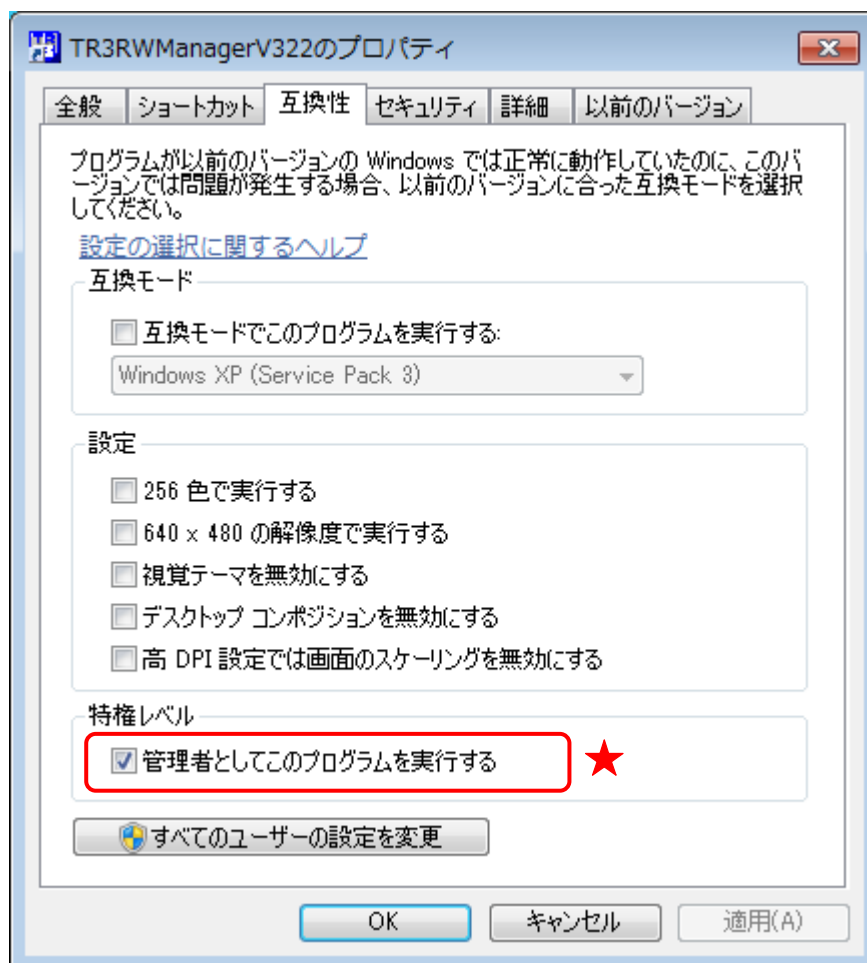 TR3RWManagerV322のプロパティ
全般 ショートカット 互換性 セキュリティ 詳細 以前のバージョン
プログラムが以前のバージョンの Windows では正常に動作していたのに、このバ
ージョンでは問題が発生する場合、以前のバージョンに合った互換モードを選択
してください。
設定の選択に関するヘルプ
互換モード
互換モードでこのプログラムを実行する:
Windows XP (Service Pack 3)
設定
256 色で実行する
640 x 480 の解像度で実行する
視覚テーマを無効にする
デスクトップ コンポジションを無効にする
高 DPI 設定では画面のスケーリングを無効にする
特権レベル
管理者としてこのプログラムを実行する
すべてのユーザーの設定を変更
OK キャンセル 適用(A)